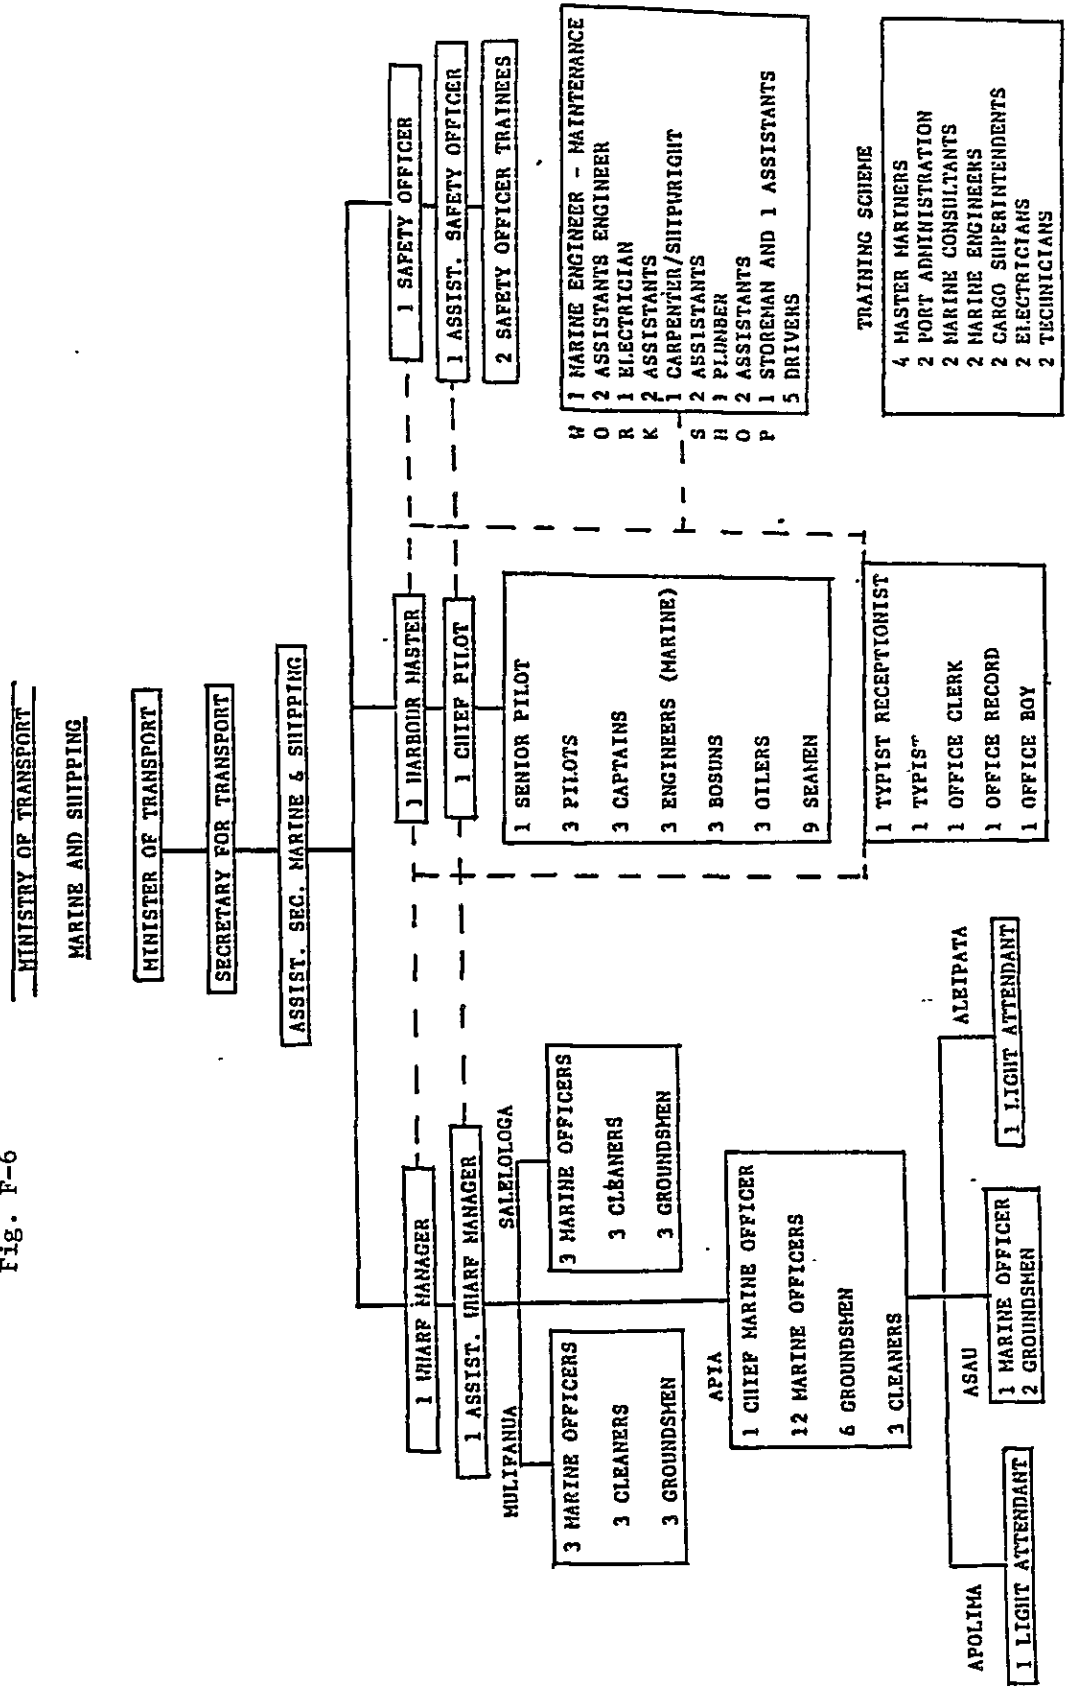 Fig. F-6
MINISTRY OF TRANSPORT
MARINE AND SHIPPING
MINISTER OF TRANSPORT
SECRETARY FOR TRANSPORT
ASSIST. SEC. MARINE & SHIPPING
1 WHARF MANAGER
1 ASSIST. WHARF MANAGER
MULIFANUA
3 MARINE OFFICERS
3 CLEANERS
3 GROUNDSMEN
SALELOLOGA
3 MARINE OFFICERS
3 CLEANERS
3 GROUNDSMEN
APIA
1 CHIEF MARINE OFFICER
12 MARINE OFFICERS
6 GROUNDSMEN
3 CLEANERS
APOLIMA
1 LIGHT ATTENDANT
ASAU
1 MARINE OFFICER
2 GROUNDSMEN
ALEIPATA
1 LIGHT ATTENDANT
1 HARBOUR MASTER
1 CHIEF PILOT
1 SENIOR PILOT
3 PILOTS
3 CAPTAINS
3 ENGINEERS (MARINE)
3 BOSUNS
3 OILERS
9 SEAMEN
1 TYPIST RECEPTIONIST
1 TYPIST
1 OFFICE CLERK
1 OFFICE RECORD
1 OFFICE BOY
1 SAFETY OFFICER
1 ASSIST. SAFETY OFFICER
2 SAFETY OFFICER TRAINEES
WORKSHOP
1 MARINE ENGINEER - MAINTENANCE
2 ASSISTANTS ENGINEER
1 ELECTRICIAN
2 ASSISTANTS
1 CARPENTER/SHIPWRIGHT
2 ASSISTANTS
1 PLUMBER
2 ASSISTANTS
1 STOREMAN AND 1 ASSISTANTS
5 DRIVERS
TRAINING SCHEME
4 MASTER MARINERS
2 PORT ADMINISTRATION
2 MARINE CONSULTANTS
2 MARINE ENGINEERS
2 CARGO SUPERINTENDENTS
2 ELECTRICIANS
2 TECHNICIANS